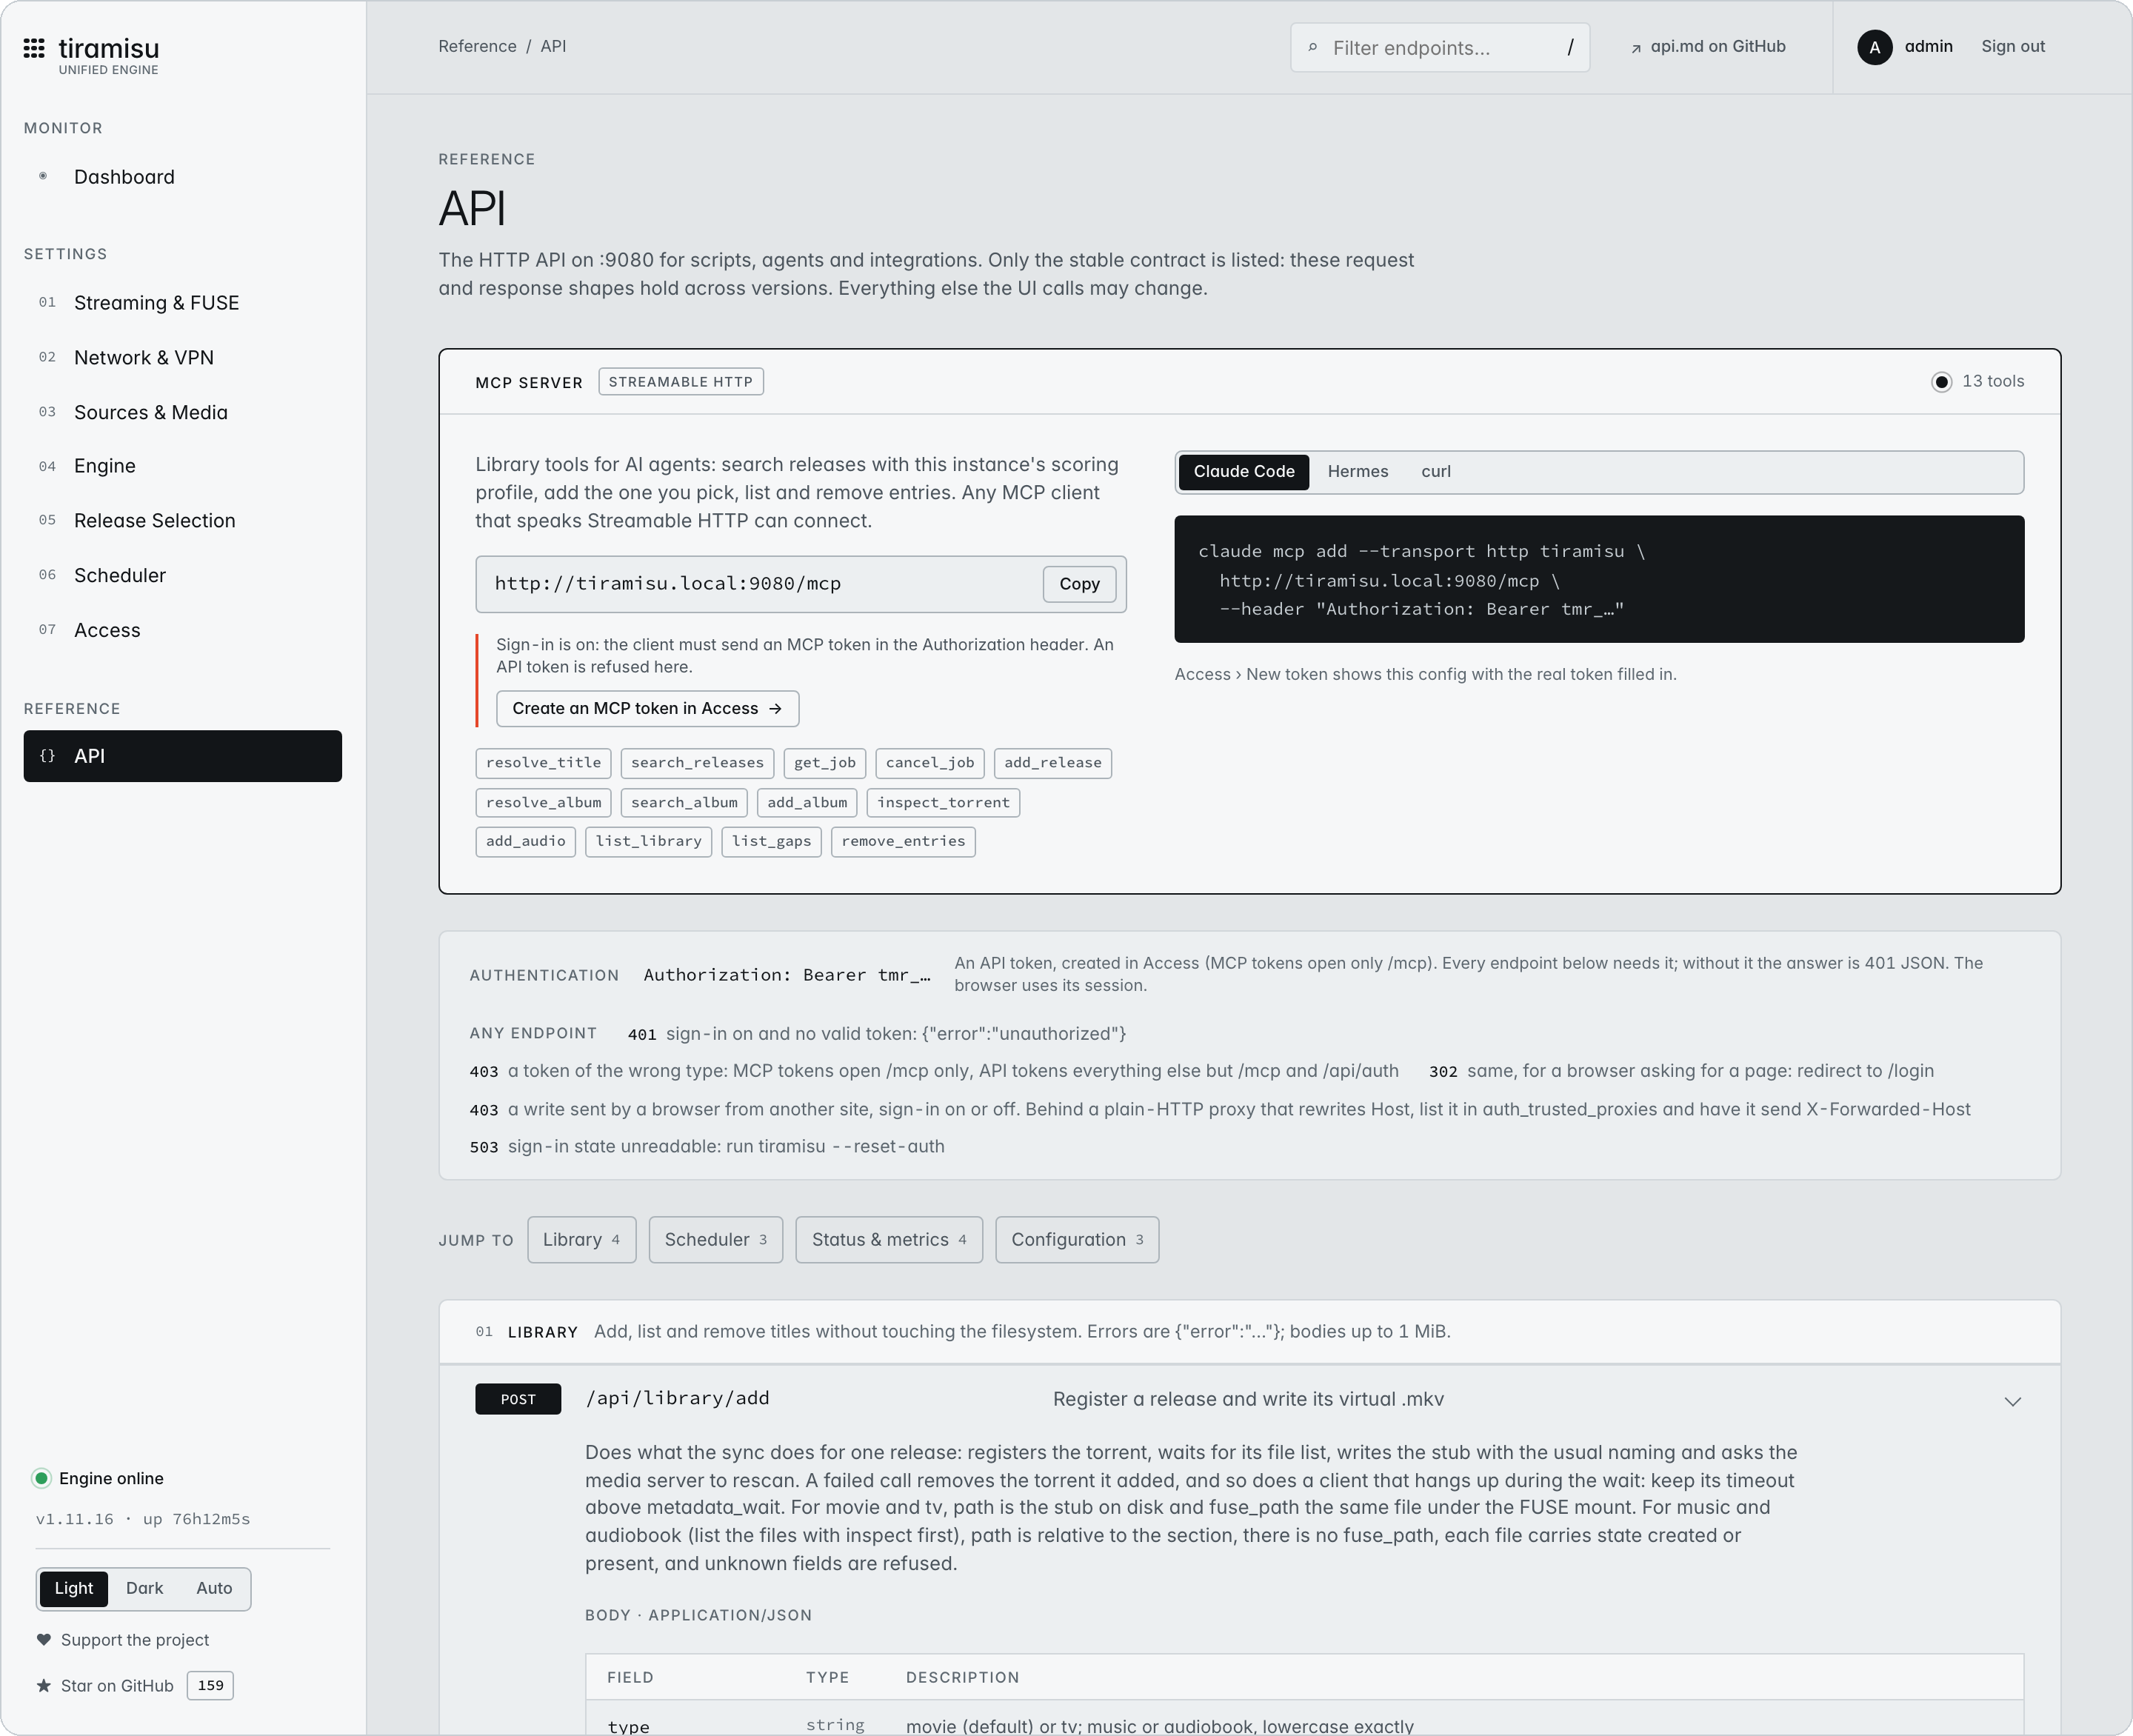 tiramisu
UNIFIED ENGINE
MONITOR
Dashboard
SETTINGS
01 Streaming & FUSE
02 Network & VPN
03 Sources & Media
04 Engine
05 Release Selection
06 Scheduler
07 Access
REFERENCE
{} API
Engine online
v1.11.16 · up 76h12m5s
Light Dark Auto
Support the project
Star on GitHub 159
Reference / API
Filter endpoints... /
↗ api.md on GitHub
A admin Sign out
REFERENCE
API
The HTTP API on :9080 for scripts, agents and integrations. Only the stable contract is listed: these request
and response shapes hold across versions. Everything else the UI calls may change.
MCP SERVER STREAMABLE HTTP 13 tools
Library tools for AI agents: search releases with this instance's scoring
profile, add the one you pick, list and remove entries. Any MCP client
that speaks Streamable HTTP can connect.
http://tiramisu.local:9080/mcp Copy
Sign-in is on: the client must send an MCP token in the Authorization header. An
API token is refused here.
Create an MCP token in Access →
resolve_title search_releases get_job cancel_job add_release
resolve_album search_album add_album inspect_torrent
add_audio list_library list_gaps remove_entries
Claude Code Hermes curl
claude mcp add --transport http tiramisu \
http://tiramisu.local:9080/mcp \
--header "Authorization: Bearer tmr_…"
Access › New token shows this config with the real token filled in.
AUTHENTICATION Authorization: Bearer tmr_… An API token, created in Access (MCP tokens open only /mcp). Every endpoint below needs it; without it the answer is 401 JSON. The
browser uses its session.
ANY ENDPOINT 401 sign-in on and no valid token: {"error":"unauthorized"}
403 a token of the wrong type: MCP tokens open /mcp only, API tokens everything else but /mcp and /api/auth 302 same, for a browser asking for a page: redirect to /login
403 a write sent by a browser from another site, sign-in on or off. Behind a plain-HTTP proxy that rewrites Host, list it in auth_trusted_proxies and have it send X-Forwarded-Host
503 sign-in state unreadable: run tiramisu --reset-auth
JUMP TO Library 4 Scheduler 3 Status & metrics 4 Configuration 3
01 LIBRARY Add, list and remove titles without touching the filesystem. Errors are {"error":"..."}; bodies up to 1 MiB.
POST /api/library/add Register a release and write its virtual .mkv
Does what the sync does for one release: registers the torrent, waits for its file list, writes the stub with the usual naming and asks the
media server to rescan. A failed call removes the torrent it added, and so does a client that hangs up during the wait: keep its timeout
above metadata_wait. For movie and tv, path is the stub on disk and fuse_path the same file under the FUSE mount. For music and
audiobook (list the files with inspect first), path is relative to the section, there is no fuse_path, each file carries state created or
present, and unknown fields are refused.
BODY · APPLICATION/JSON
FIELD TYPE DESCRIPTION
type string movie (default) or tv; music or audiobook, lowercase exactly